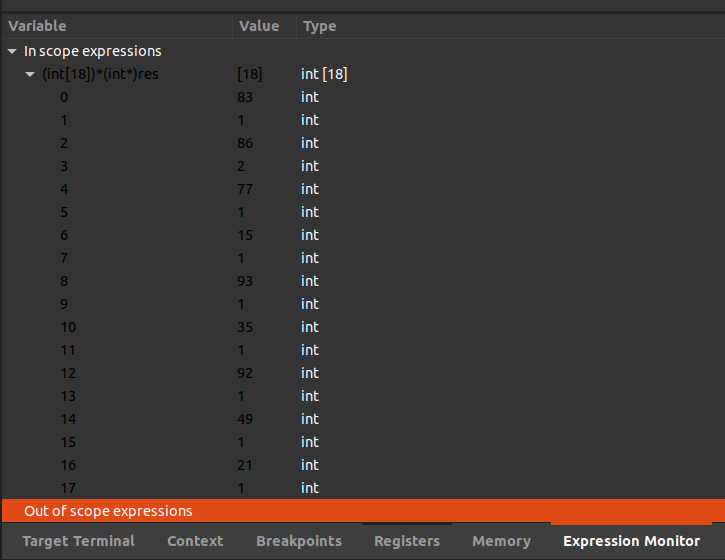 Variable Value Type
In scope expressions
(int[18])*(int*)res [18] int [18]
0 83 int
1 1 int
2 86 int
3 2 int
4 77 int
5 1 int
6 15 int
7 1 int
8 93 int
9 1 int
10 35 int
11 1 int
12 92 int
13 1 int
14 49 int
15 1 int
16 21 int
17 1 int
Out of scope expressions
Target Terminal Context Breakpoints Registers Memory Expression Monitor